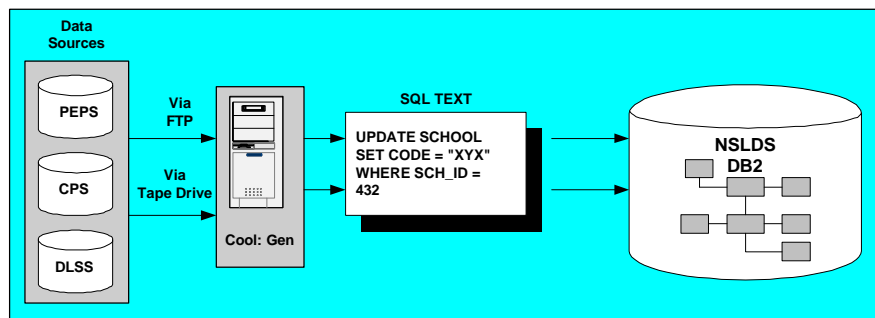 Data
Sources
PEPS
CPS
DLSS
Via
FTP
Via
Tape Drive
Cool: Gen
SQL TEXT
UPDATE SCHOOL
SET CODE = "XYX"
WHERE SCH_ID =
432
NSLDS
DB2